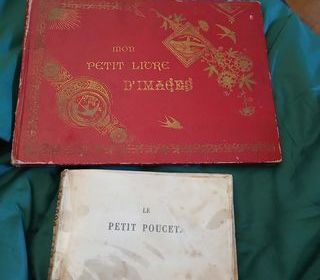 MON
PETIT LIVRE
D'IMAGES
LE
PETIT POUCET.